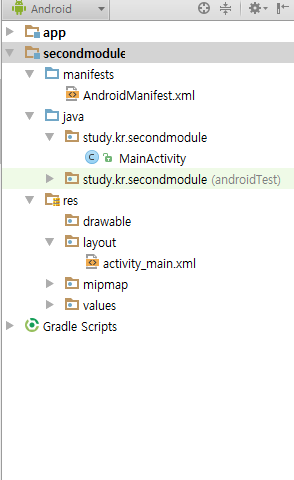 Android
app
secondmodule
manifests
AndroidManifest.xml
java
study.kr.secondmodule
C MainActivity
study.kr.secondmodule (androidTest)
res
drawable
layout
activity_main.xml
mipmap
values
Gradle Scripts